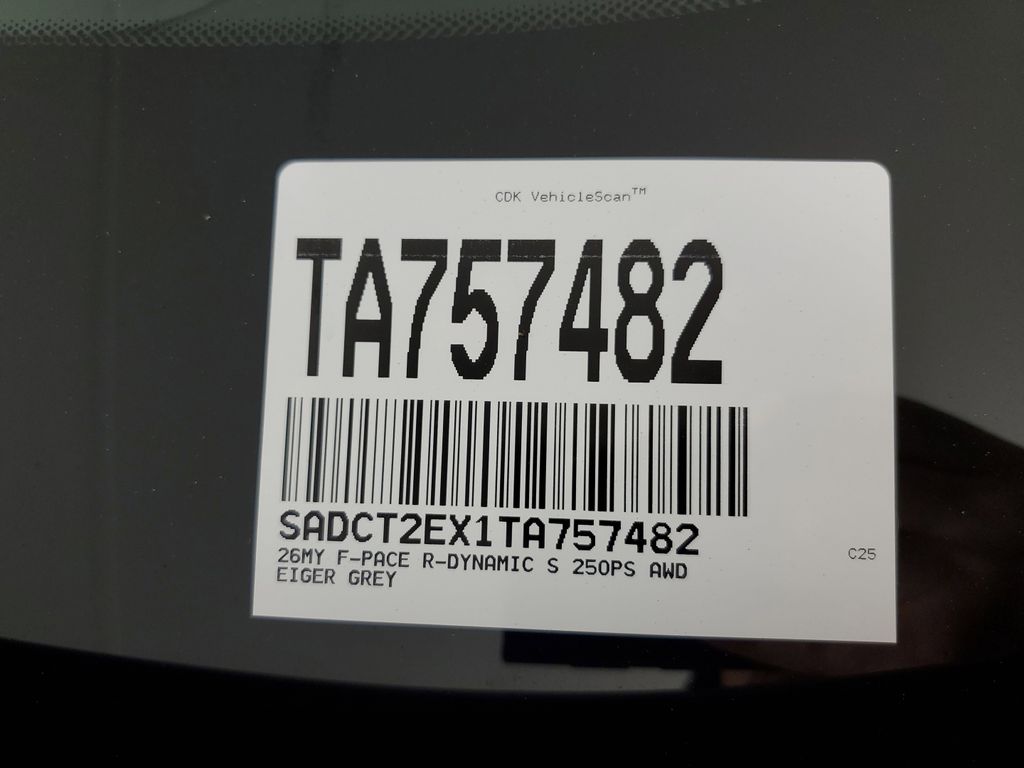 CDK VehicleScan™
TA757482
SADCT2EX1TA757482
26MY F-PACE R-DYNAMIC S 250PS AWD
EIGER GREY
C25